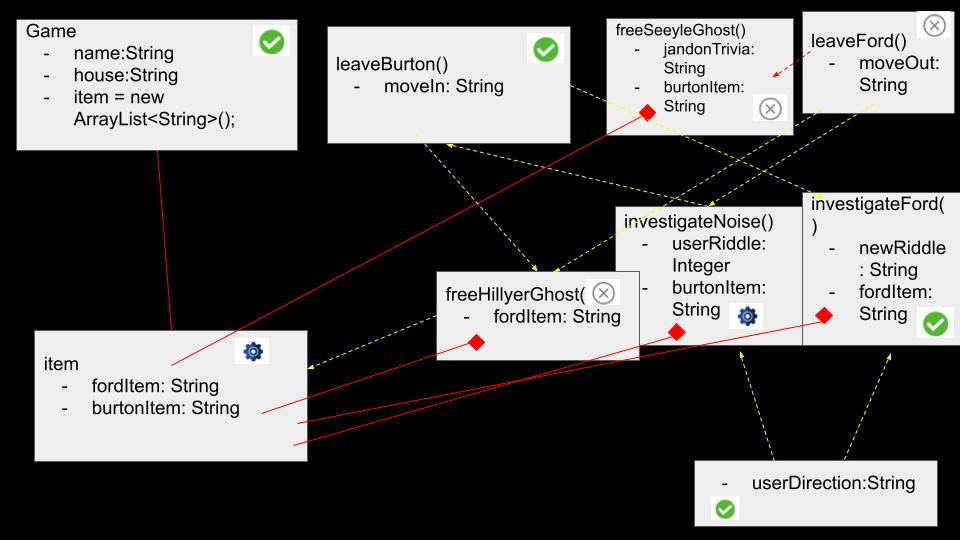 Game
- name:String
- house:String
- item = new
ArrayList<String>();
leaveBurton()
- moveIn: String
freeSeeyleGhost()
- jandonTrivia:
String
- burtonItem:
String
leaveFord()
- moveOut:
String
investigateNoise()
- userRiddle:
Integer
- burtonItem:
String
investigateFord(
)
- newRiddle
: String
- fordItem:
String
freeHillyerGhost(
- fordItem: String
item
- fordItem: String
- burtonItem: String
- userDirection:String